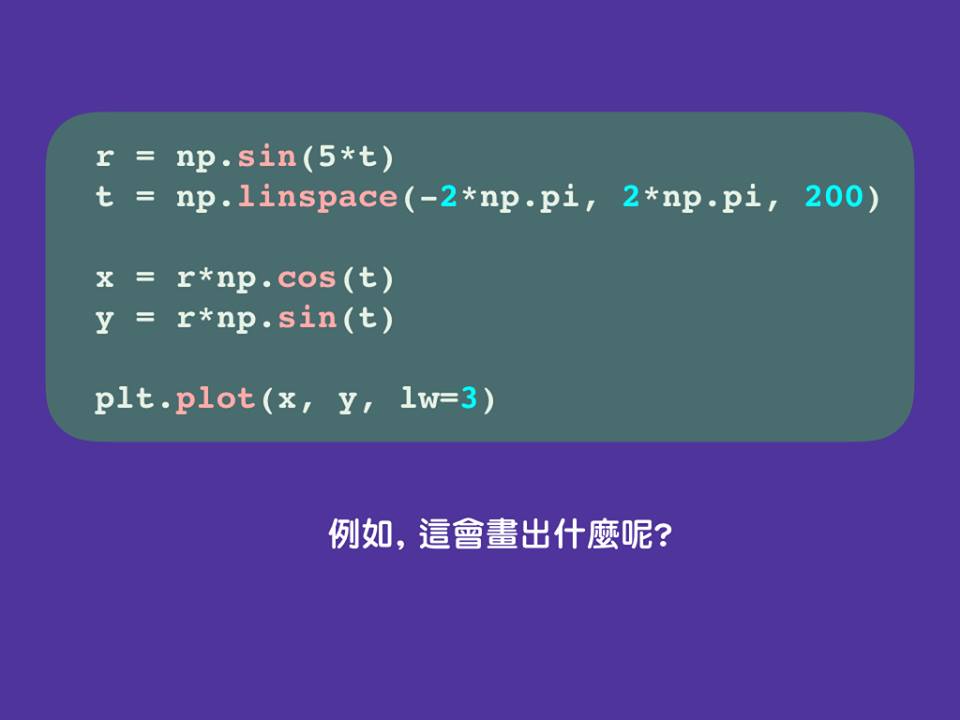 r = np.sin(5*t)
t = np.linspace(-2*np.pi, 2*np.pi, 200)
x = r*np.cos(t)
y = r*np.sin(t)
plt.plot(x, y, lw=3)
例如, 這會畫出什麼呢?